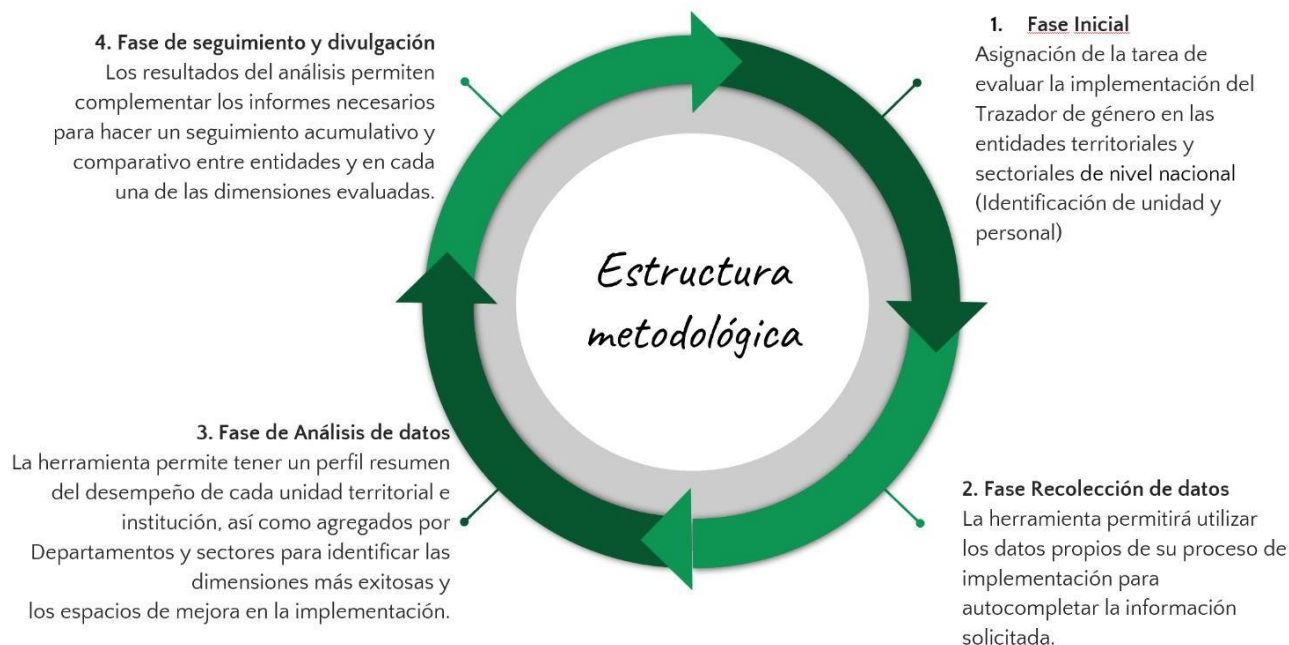 1. Fase Inicial
Asignación de la tarea de
evaluar la implementación del
Trazador de género en las
entidades territoriales y
sectoriales de nivel nacional
(Identificación de unidad y
personal)
2. Fase Recolección de datos
La herramienta permitirá utilizar
los datos propios de su proceso de
implementación para
autocompletar la información
solicitada.
3. Fase de Análisis de datos
La herramienta permite tener un perfil resumen
del desempeño de cada unidad territorial e
institución, así como agregados por
Departamentos y sectores para identificar las
dimensiones más exitosas y
los espacios de mejora en la implementación.
4. Fase de seguimiento y divulgación
Los resultados del análisis permiten
complementar los informes necesarios
para hacer un seguimiento acumulativo y
comparativo entre entidades y en cada
una de las dimensiones evaluadas.
Estructura
metodológica